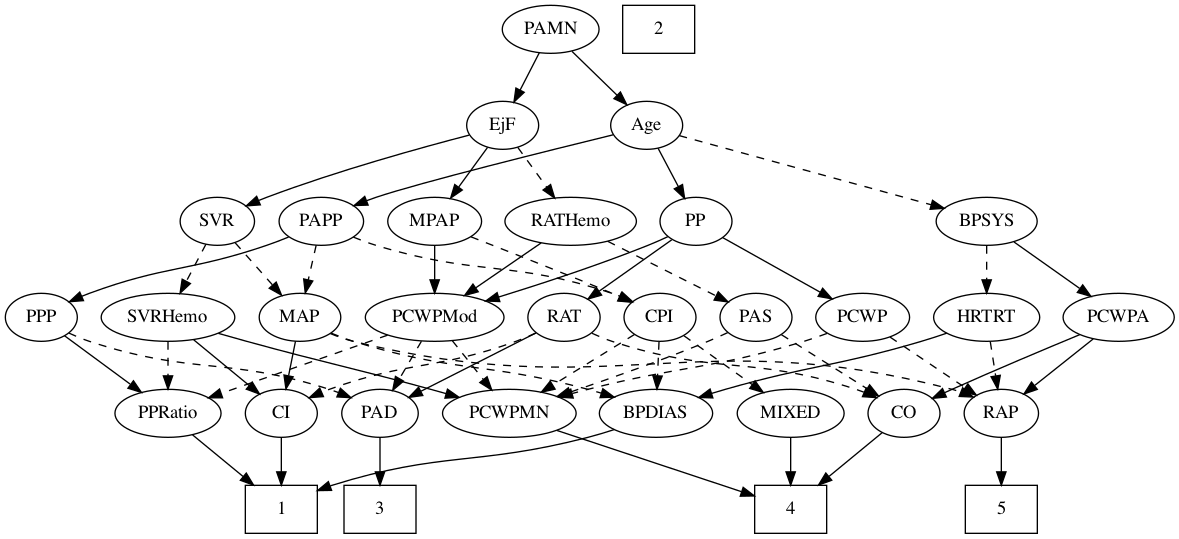 PAMN
2
EjF
Age
SVR
PAPP
MPAP
RATHemo
PP
BPSYS
PPP
SVRHemo
MAP
PCWPMod
RAT
CPI
PAS
PCWP
HRTRT
PCWPA
PPRatio
CI
PAD
PCWPMN
BPDIAS
MIXED
CO
RAP
1
3
4
5